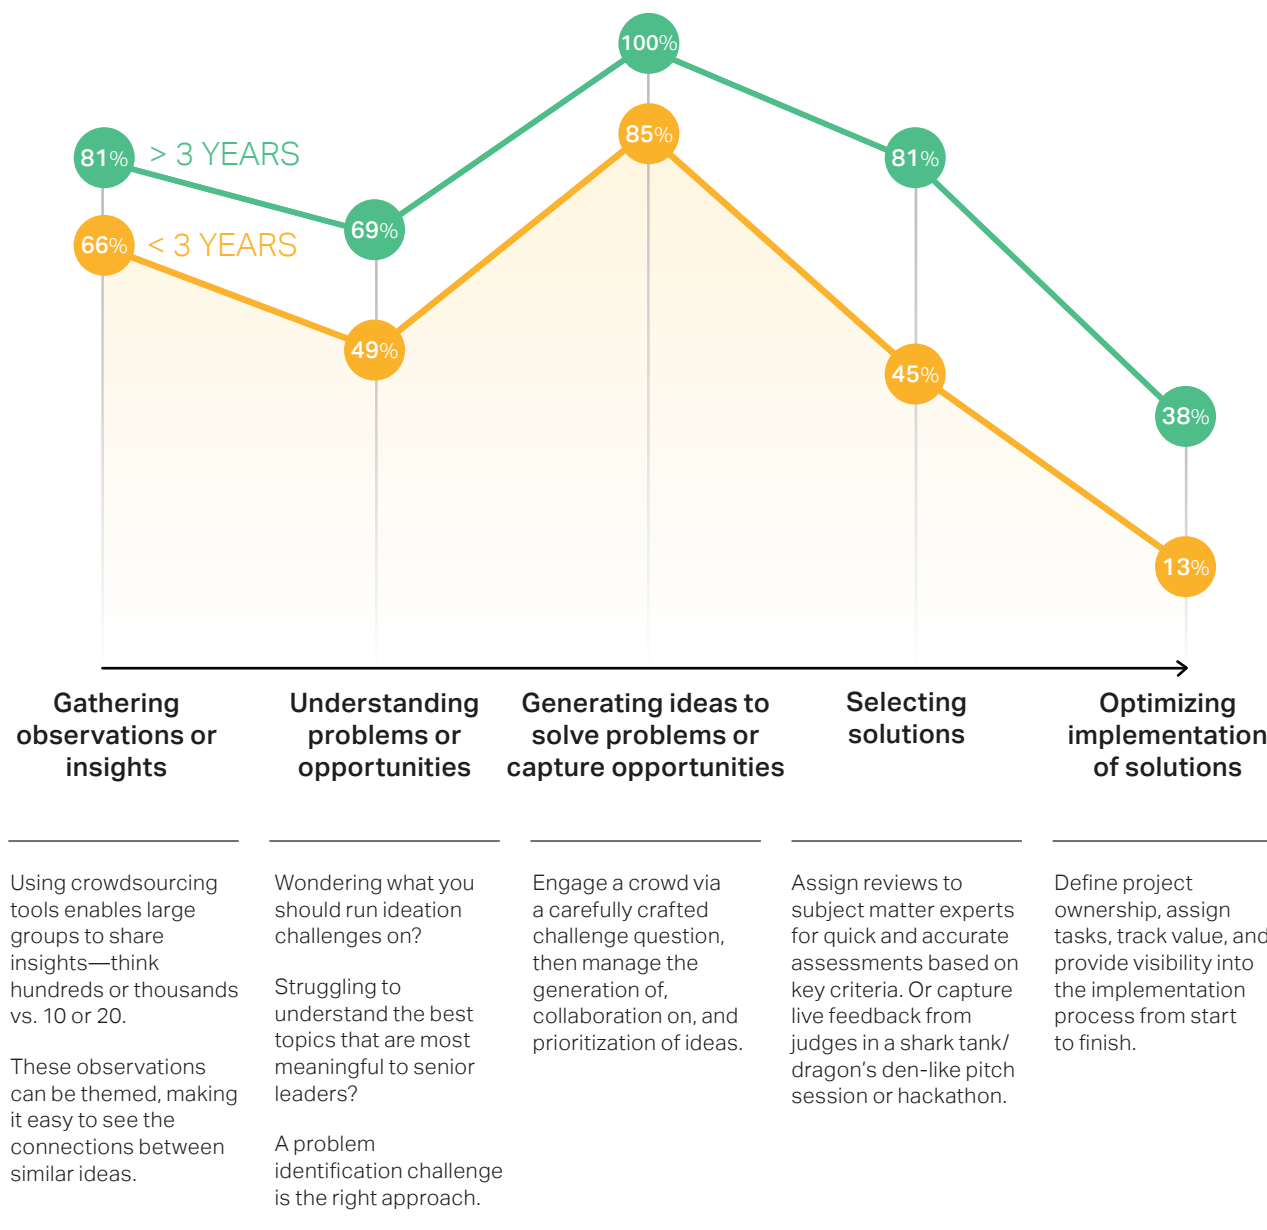 100%
85%
81%
> 3 YEARS
81%
66%
< 3 YEARS
69%
49%
45%
38%
13%
Gathering
observations or
insights
Understanding
problems or
opportunities
Generating ideas to
solve problems or
capture opportunities
Selecting
solutions
Optimizing
implementation
of solutions
Using crowdsourcing
tools enables large
groups to share
insights—think
hundreds or thousands
vs. 10 or 20.
These observations
can be themed, making
it easy to see the
connections between
similar ideas.
Wondering what you
should run ideation
challenges on?
Struggling to
understand the best
topics that are most
meaningful to senior
leaders?
A problem
identification challenge
is the right approach.
Engage a crowd via
a carefully crafted
challenge question,
then manage the
generation of,
collaboration on, and
prioritization of ideas.
Assign reviews to
subject matter experts
for quick and accurate
assessments based on
key criteria. Or capture
live feedback from
judges in a shark tank/
dragon’s den-like pitch
session or hackathon.
Define project
ownership, assign
tasks, track value, and
provide visibility into
the implementation
process from start
to finish.